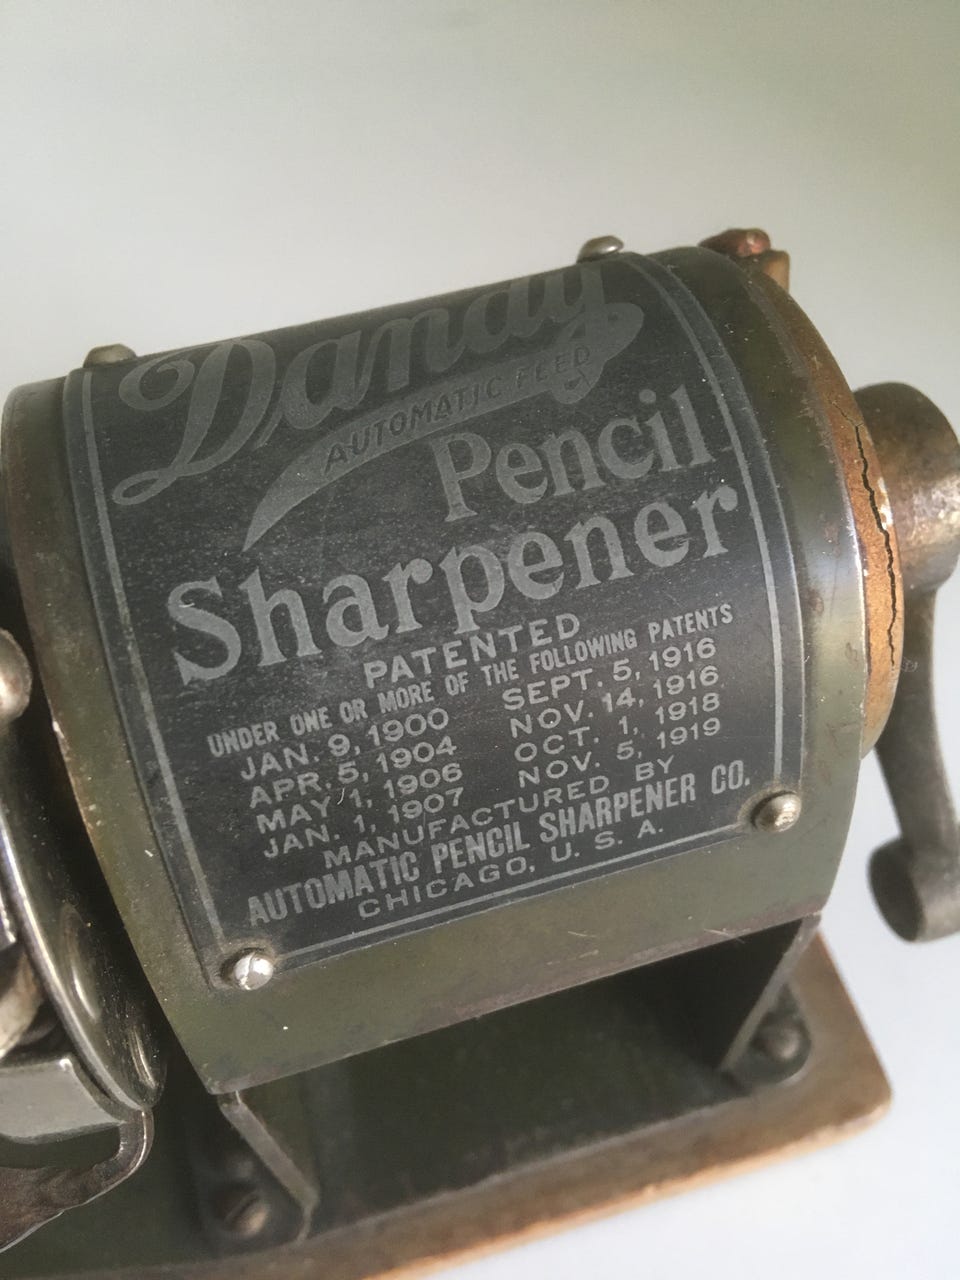 Dandy
AUTOMATIC FEED
Pencil
Sharpener
PATENTED
UNDER ONE OR MORE OF THE FOLLOWING PATENTS
JAN. 9, 1900 SEPT. 5, 1916
APR. 5, 1904 NOV. 14, 1916
MAY 1, 1906 OCT. 1, 1918
JAN. 1, 1907 NOV. 5, 1919
MANUFACTURED BY
AUTOMATIC PENCIL SHARPENER CO.
CHICAGO, U. S. A.